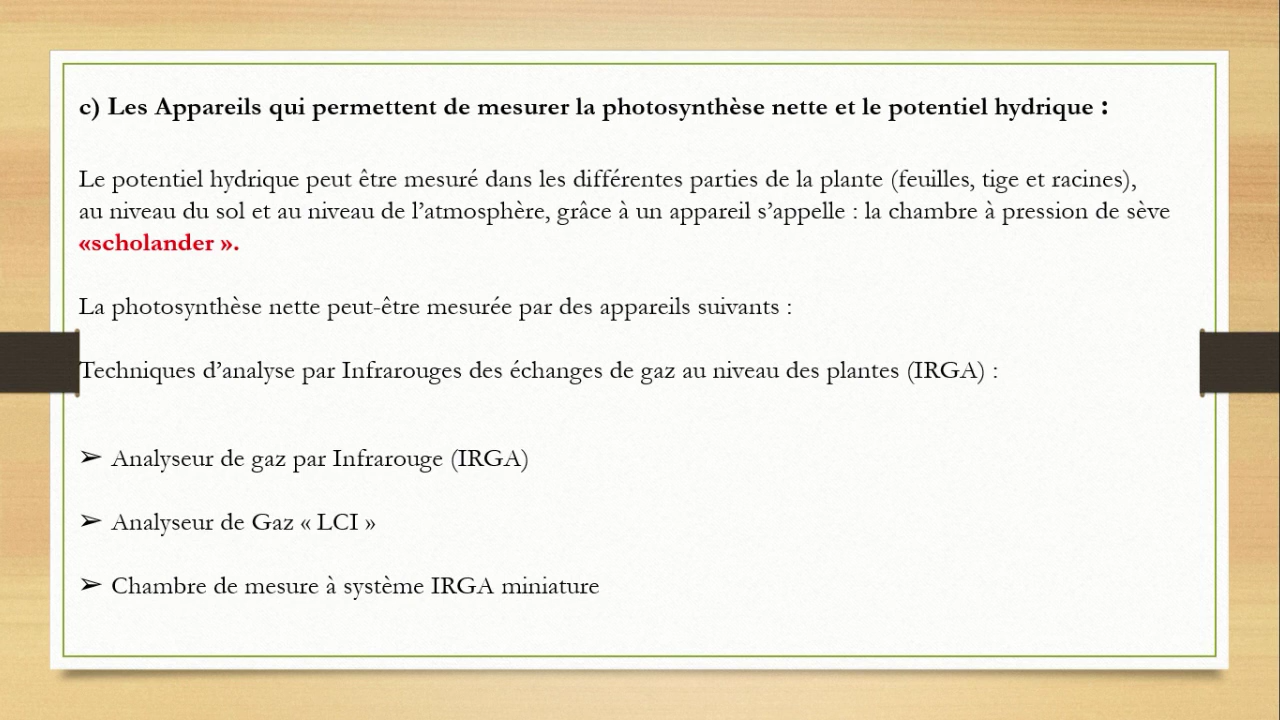 c) Les Appareils qui permettent de mesurer la photosynthèse nette et le potentiel hydrique :
Le potentiel hydrique peut être mesuré dans les différentes parties de la plante (feuilles, tige et racines),
au niveau du sol et au niveau de l’atmosphère, grâce à un appareil s’appelle : la chambre à pression de sève
«scholander ».
La photosynthèse nette peut-être mesurée par des appareils suivants :
Techniques d’analyse par Infrarouges des échanges de gaz au niveau des plantes (IRGA) :
➢ Analyseur de gaz par Infrarouge (IRGA)
➢ Analyseur de Gaz « LCI »
➢ Chambre de mesure à système IRGA miniature